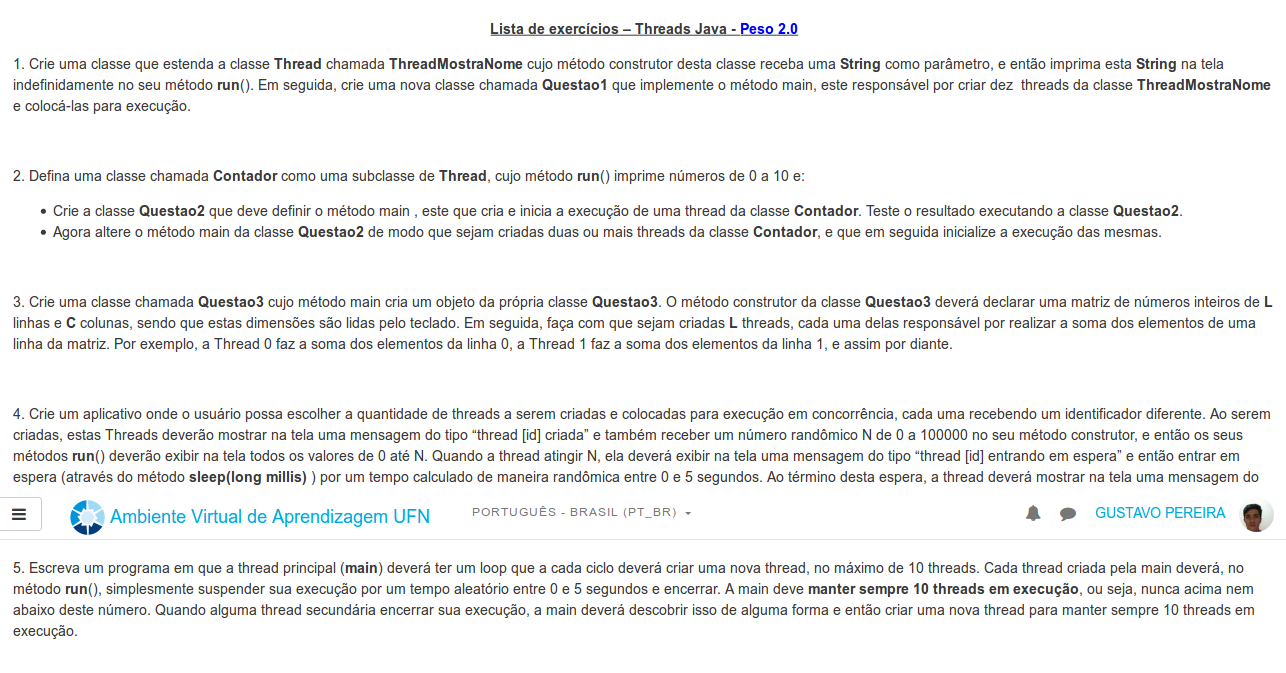 Lista de exercícios – Threads Java - Peso 2.0
1. Crie uma classe que estenda a classe Thread chamada ThreadMostraNome cujo método construtor desta classe receba uma String como parâmetro, e então imprima esta String na tela
indefinidamente no seu método run(). Em seguida, crie uma nova classe chamada Questao1 que implemente o método main, este responsável por criar dez threads da classe ThreadMostraNome
e colocá-las para execução.
2. Defina uma classe chamada Contador como uma subclasse de Thread, cujo método run() imprime números de 0 a 10 e:
• Crie a classe Questao2 que deve definir o método main , este que cria e inicia a execução de uma thread da classe Contador. Teste o resultado executando a classe Questao2.
• Agora altere o método main da classe Questao2 de modo que sejam criadas duas ou mais threads da classe Contador, e que em seguida inicialize a execução das mesmas.
3. Crie uma classe chamada Questao3 cujo método main cria um objeto da própria classe Questao3. O método construtor da classe Questao3 deverá declarar uma matriz de números inteiros de L
linhas e C colunas, sendo que estas dimensões são lidas pelo teclado. Em seguida, faça com que sejam criadas L threads, cada uma delas responsável por realizar a soma dos elementos de uma
linha da matriz. Por exemplo, a Thread 0 faz a soma dos elementos da linha 0, a Thread 1 faz a soma dos elementos da linha 1, e assim por diante.
4. Crie um aplicativo onde o usuário possa escolher a quantidade de threads a serem criadas e colocadas para execução em concorrência, cada uma recebendo um identificador diferente. Ao serem
criadas, estas Threads deverão mostrar na tela uma mensagem do tipo “thread [id] criada” e também receber um número randômico N de 0 a 100000 no seu método construtor, e então os seus
métodos run() deverão exibir na tela todos os valores de 0 até N. Quando a thread atingir N, ela deverá exibir na tela uma mensagem do tipo “thread [id] entrando em espera” e então entrar em
espera (através do método sleep(long millis) ) por um tempo calculado de maneira randômica entre 0 e 5 segundos. Ao término desta espera, a thread deverá mostrar na tela uma mensagem do
Ambiente Virtual de Aprendizagem UFN PORTUGUÊS - BRASIL (PT_BR) GUSTAVO PEREIRA
5. Escreva um programa em que a thread principal (main) deverá ter um loop que a cada ciclo deverá criar uma nova thread, no máximo de 10 threads. Cada thread criada pela main deverá, no
método run(), simplesmente suspender sua execução por um tempo aleatório entre 0 e 5 segundos e encerrar. A main deve manter sempre 10 threads em execução, ou seja, nunca acima nem
abaixo deste número. Quando alguma thread secundária encerrar sua execução, a main deverá descobrir isso de alguma forma e então criar uma nova thread para manter sempre 10 threads em
execução.